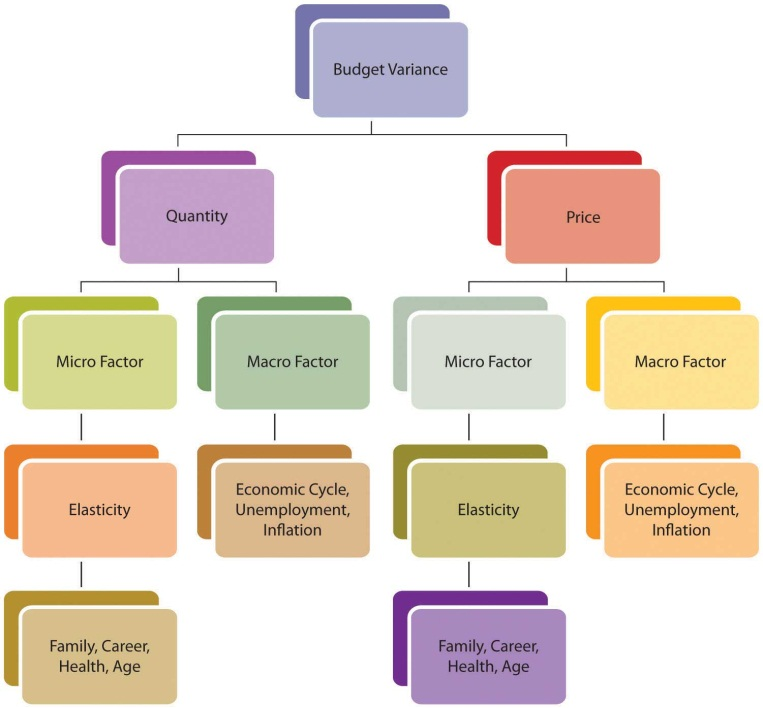 Budget Variance
Quantity
Price
Micro Factor
Macro Factor
Micro Factor
Macro Factor
Elasticity
Economic Cycle,
Unemployment,
Inflation
Elasticity
Economic Cycle,
Unemployment,
Inflation
Family, Career,
Health, Age
Family, Career,
Health, Age